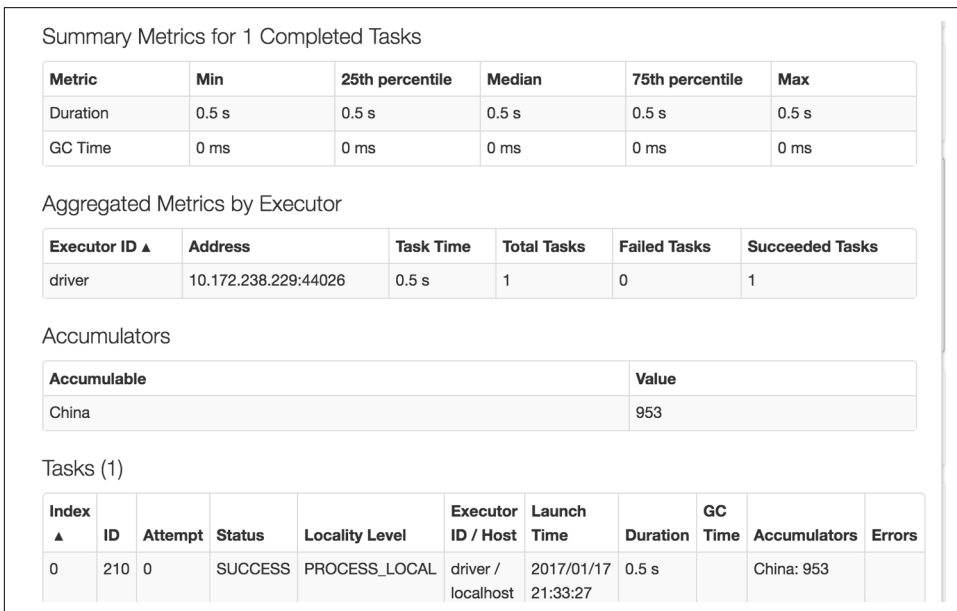 Summary Metrics for 1 Completed Tasks
Metric Min 25th percentile Median 75th percentile Max
Duration 0.5 s 0.5 s 0.5 s 0.5 s 0.5 s
GC Time 0 ms 0 ms 0 ms 0 ms 0 ms
Aggregated Metrics by Executor
Executor ID ▲ Address Task Time Total Tasks Failed Tasks Succeeded Tasks
driver 10.172.238.229:44026 0.5 s 1 0 1
Accumulators
Accumulable Value
China 953
Tasks (1)
Index Executor Launch GC
▲ ID Attempt Status Locality Level ID / Host Time Duration Time Accumulators Errors
0 210 0 SUCCESS PROCESS_LOCAL driver / 2017/01/17 0.5 s China: 953
localhost 21:33:27